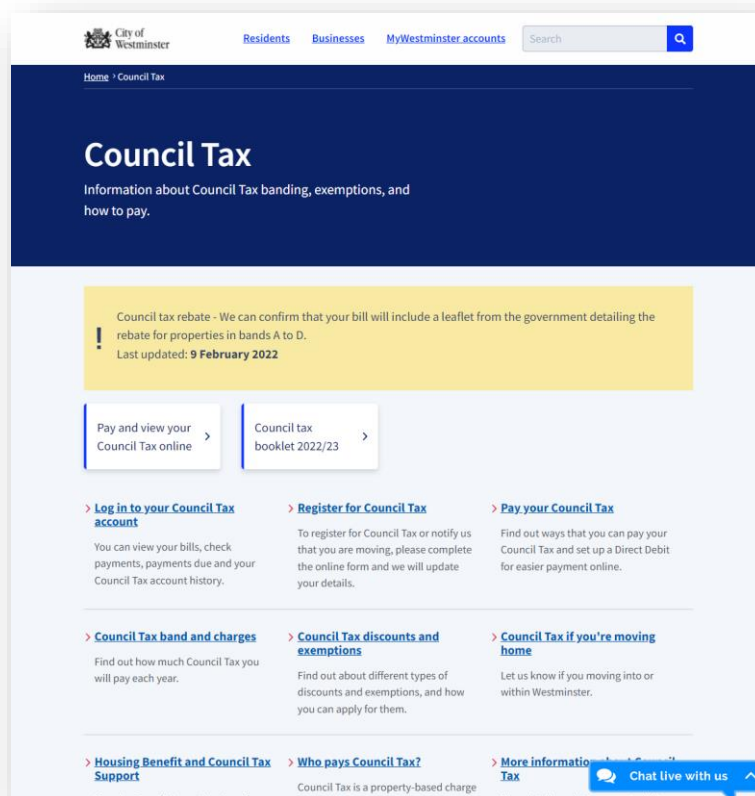 City of
Westminster
Residents Businesses MyWestminster accounts Search
Home › Council Tax
Council Tax
Information about Council Tax banding, exemptions, and
how to pay.
! Council tax rebate - We can confirm that your bill will include a leaflet from the government detailing the
rebate for properties in bands A to D.
Last updated: 9 February 2022
Pay and view your
Council Tax online
Council tax
booklet 2022/23
Log in to your Council Tax
account
You can view your bills, check
payments, payments due and your
Council Tax account history.
Register for Council Tax
To register for Council Tax or notify us
that you are moving, please complete
the online form and we will update
your details.
Pay your Council Tax
Find out ways that you can pay your
Council Tax and set up a Direct Debit
for easier payment online.
Council Tax band and charges
Find out how much Council Tax you
will pay each year.
Council Tax discounts and
exemptions
Find out about different types of
discounts and exemptions, and how
you can apply for them.
Council Tax if you're moving
home
Let us know if you moving into or
within Westminster.
Housing Benefit and Council Tax
Support
Who pays Council Tax?
Council Tax is a property-based charge
More information about Council
Tax
Chat live with us